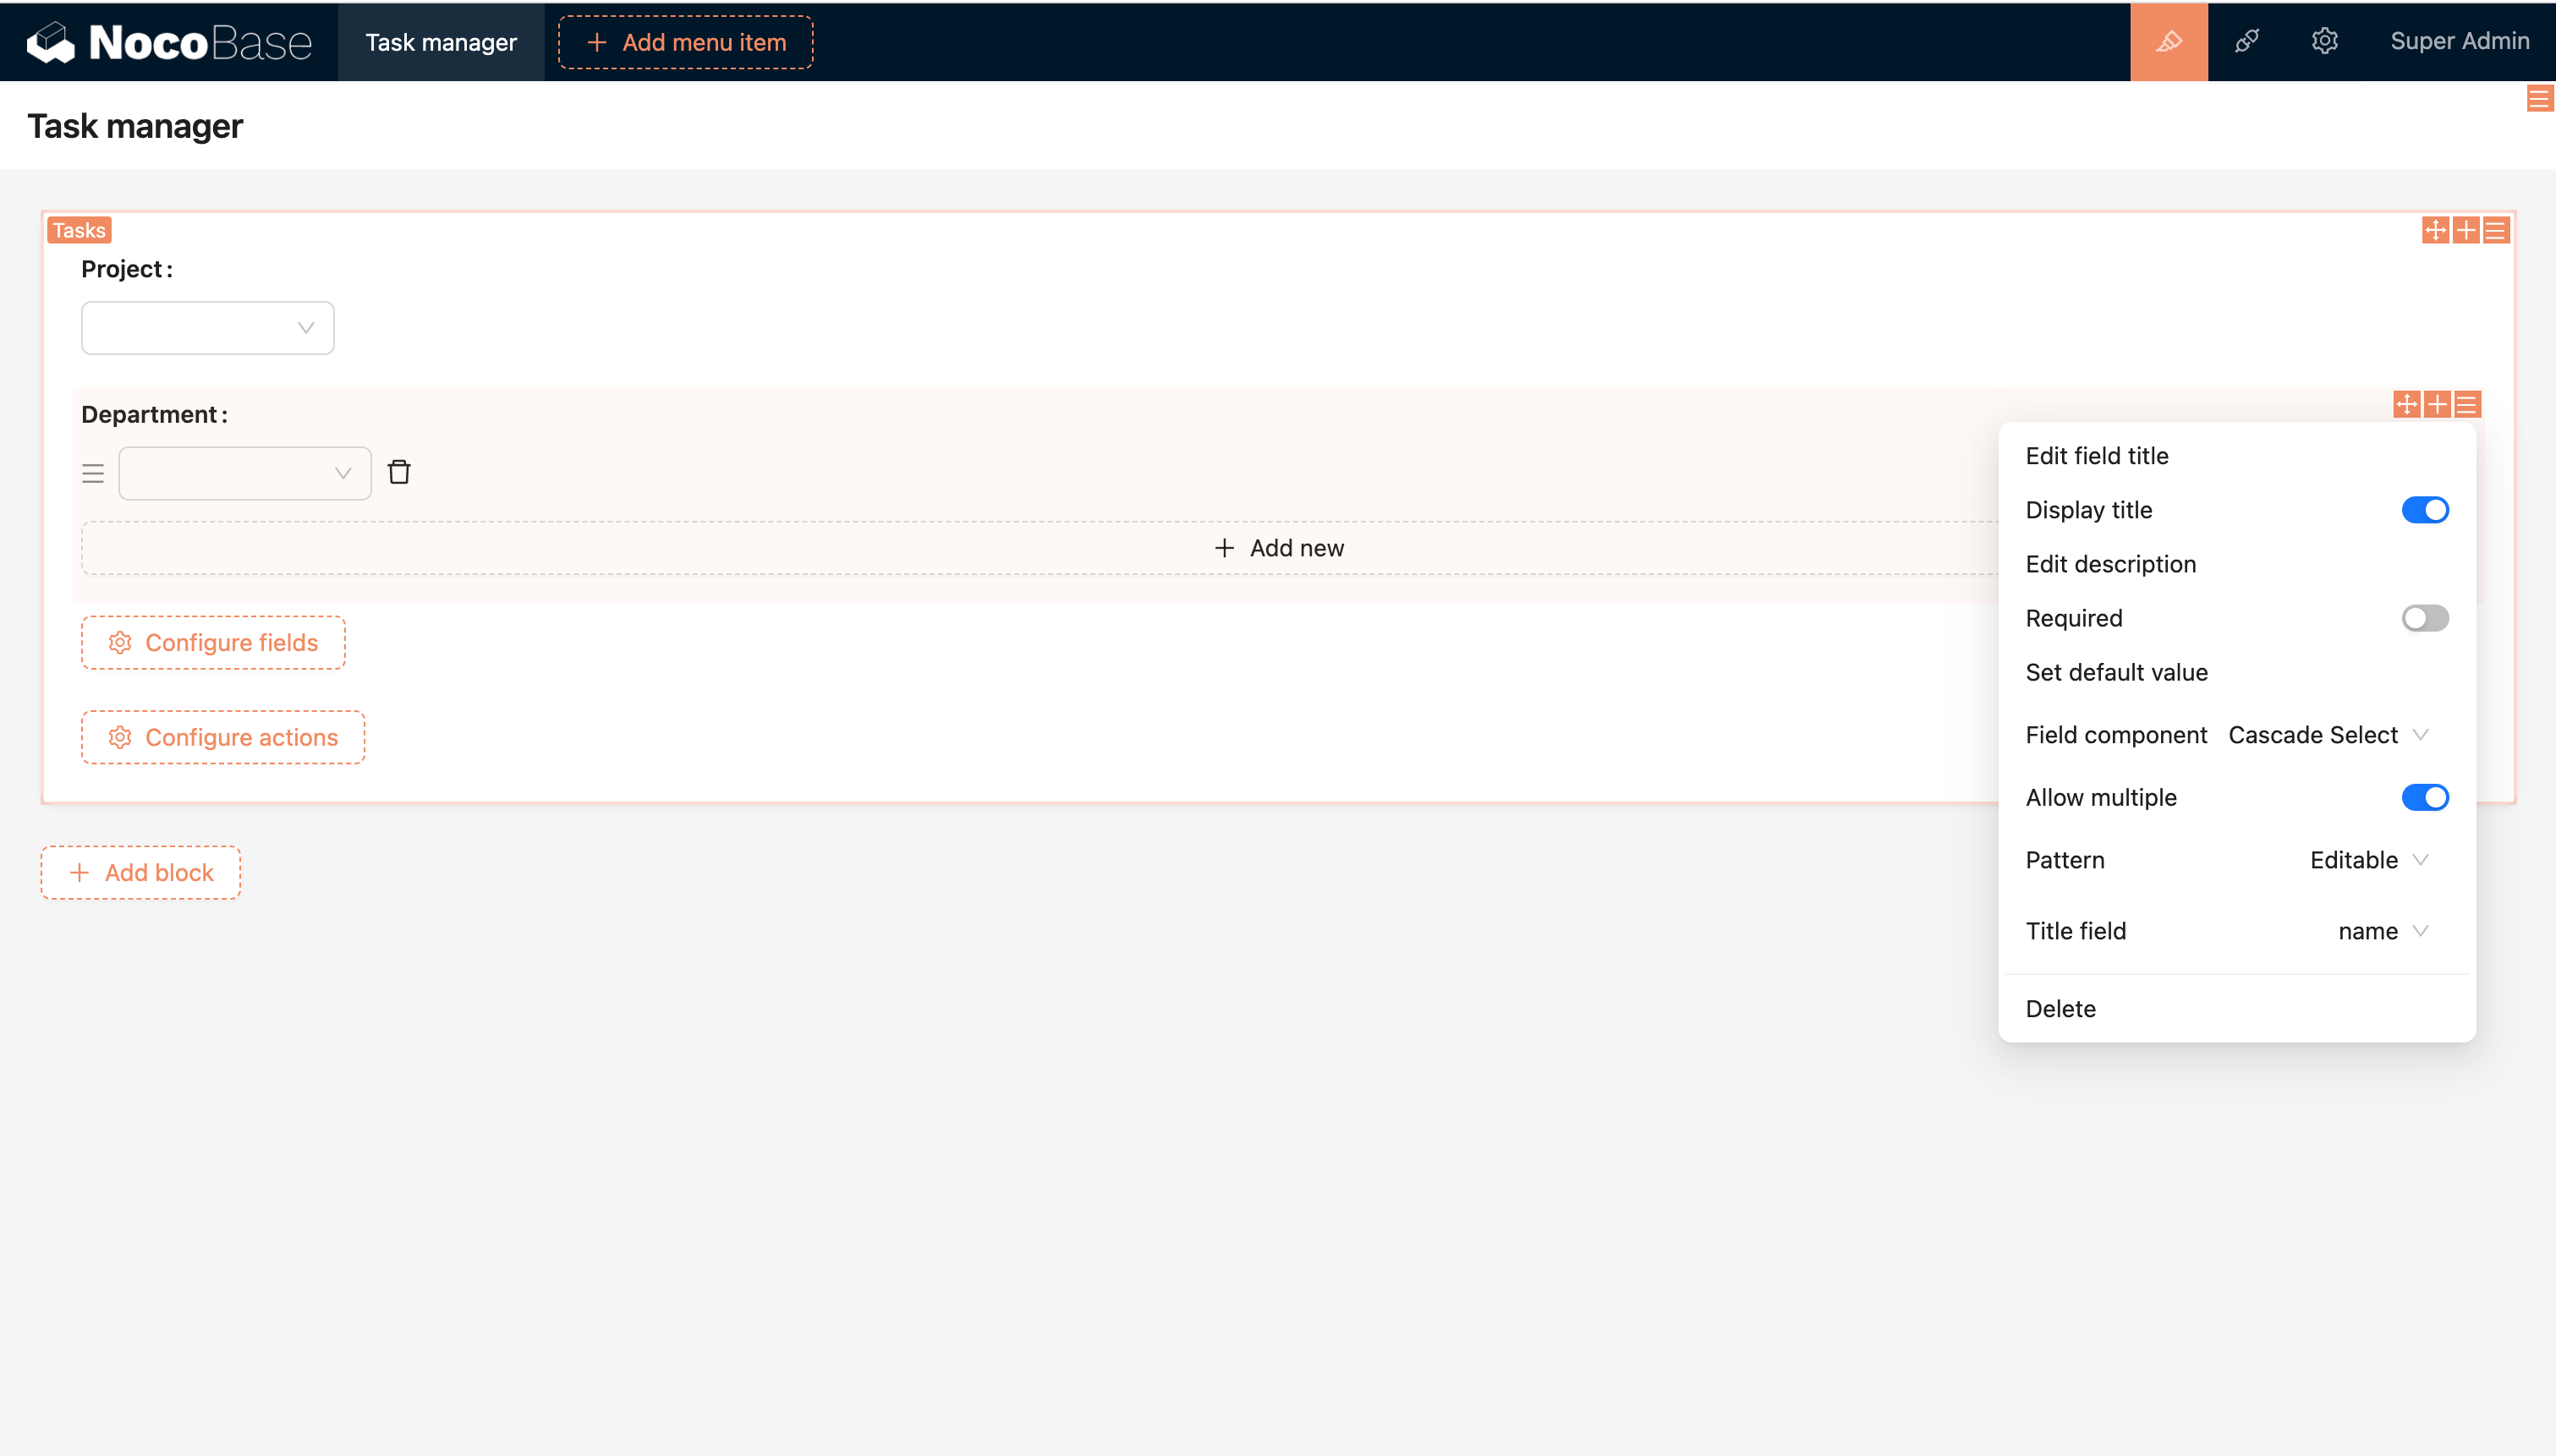 NocoBase Task manager + Add menu item Super Admin
Task manager
Tasks
Project:
Department:
Add new
Configure fields
Configure actions
Add block
Edit field title
Display title
Edit description
Required
Set default value
Field component Cascade Select
Allow multiple
Pattern Editable
Title field name
Delete